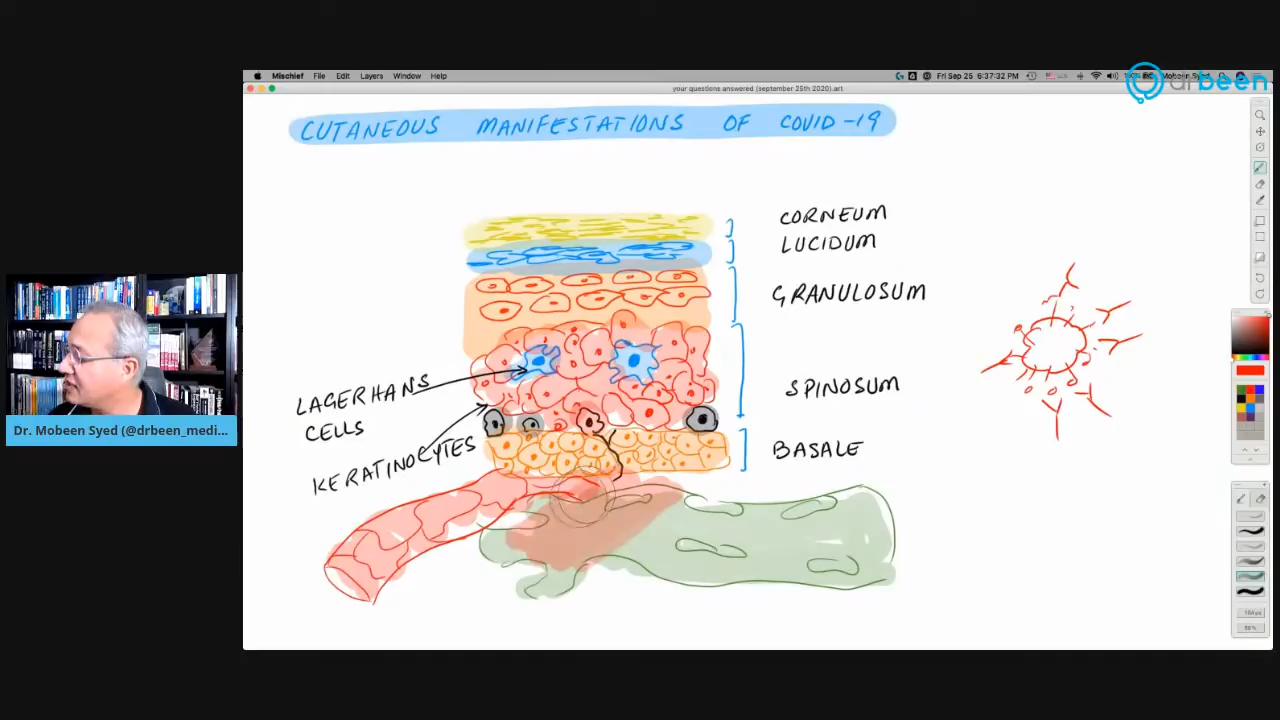 Mischief File Edit Layers Window Help
Fri Sep 25 6:37:32 PM Mobeen Syed
drbeen
your questions answered (september 25th 2020).art
CUTANEOUS MANIFESTATIONS OF COVID-19
CORNEUM
LUCIDUM
GRANULOSUM
SPINOSUM
BASALE
LAGERHANS
CELLS
KERATINOCYTES
Dr. Mobeen Syed (@drbeen_medi...